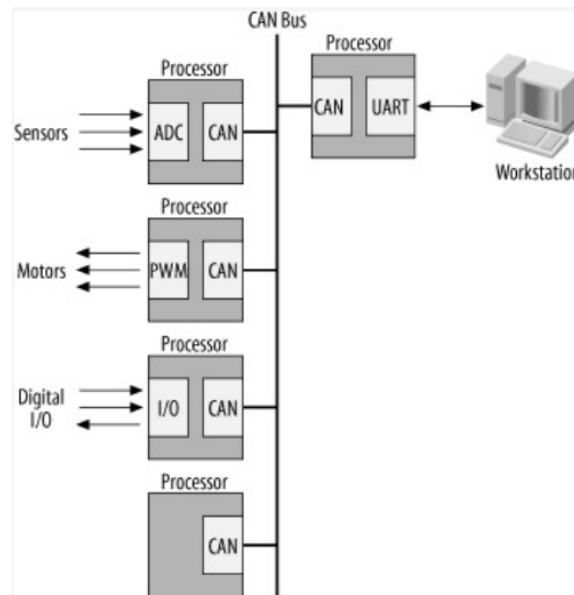 CAN Bus
Processor
Processor
CAN
UART
Sensors
ADC
CAN
Workstation
Processor
Motors
PWM
CAN
Processor
Digital
I/O
I/O
CAN
Processor
CAN